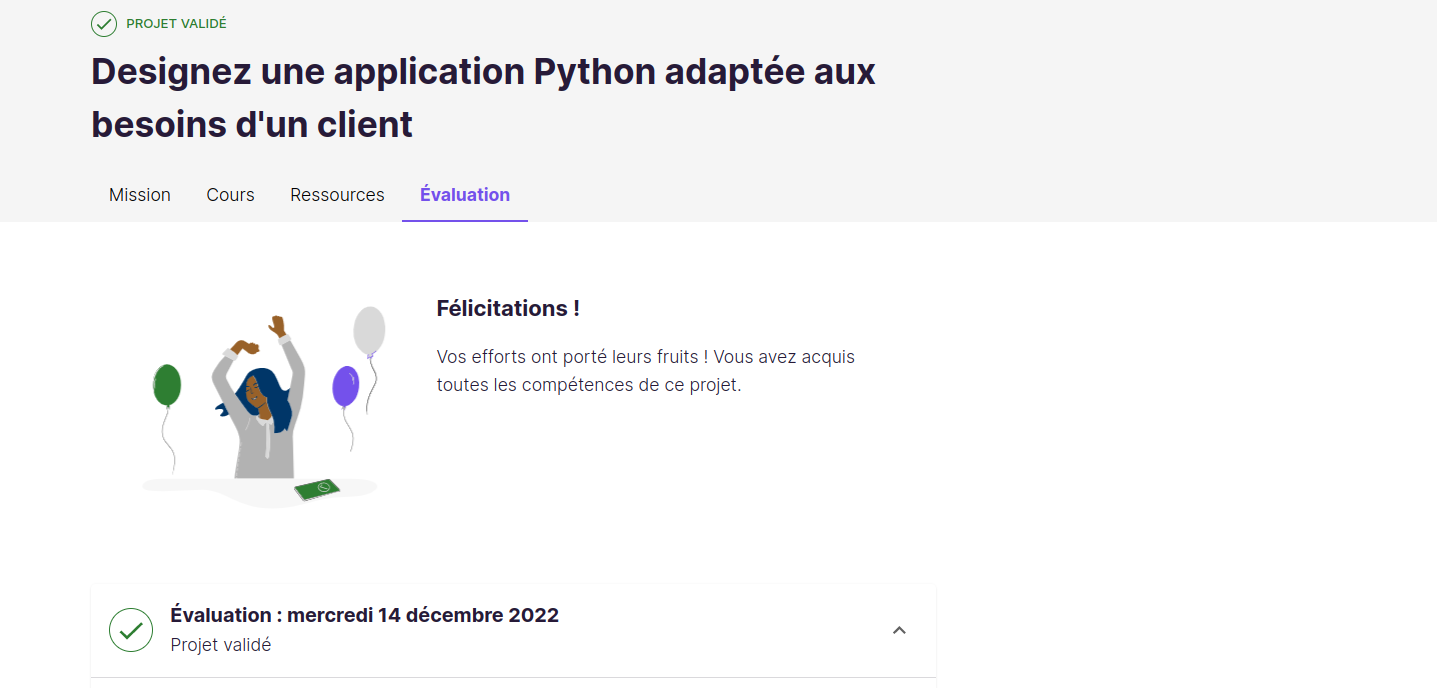 PROJET VALIDÉ
Designez une application Python adaptée aux
besoins d'un client
Mission Cours Ressources Évaluation
Félicitations !
Vos efforts ont porté leurs fruits ! Vous avez acquis
toutes les compétences de ce projet.
Évaluation : mercredi 14 décembre 2022
Projet validé